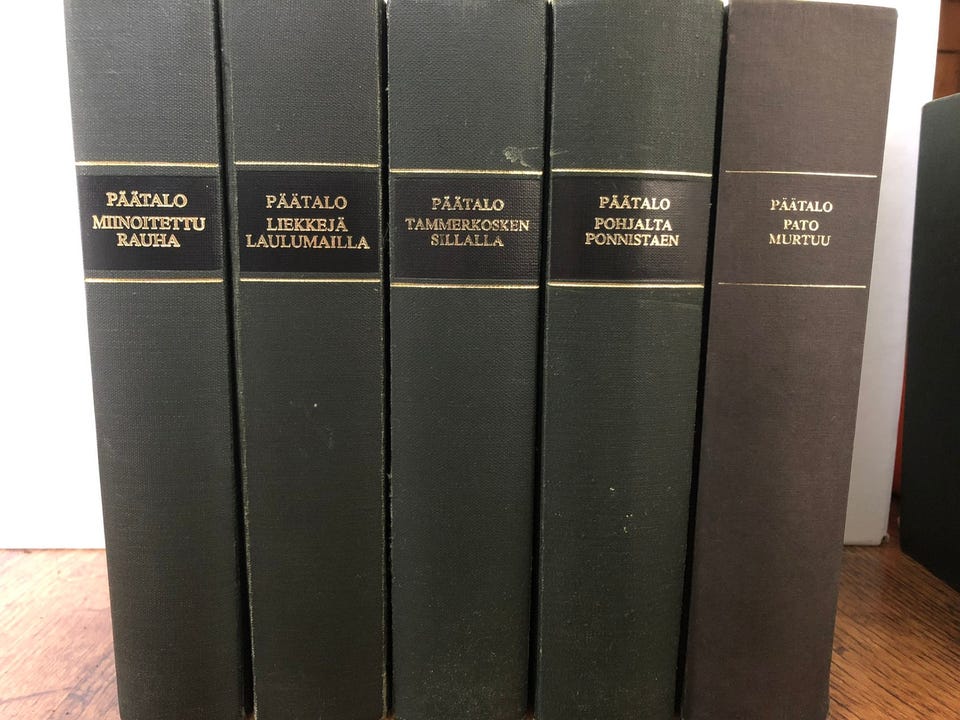 PÄÄTALO
MIINOITETTU
RAUHA
PÄÄTALO
LIEKKEJÄ
LAULUMAILLA
PÄÄTALO
TAMMERKOSKEN
SILLALLA
PÄÄTALO
POHJALTA
PONNISTAEN
PÄÄTALO
PATO
MURTUU